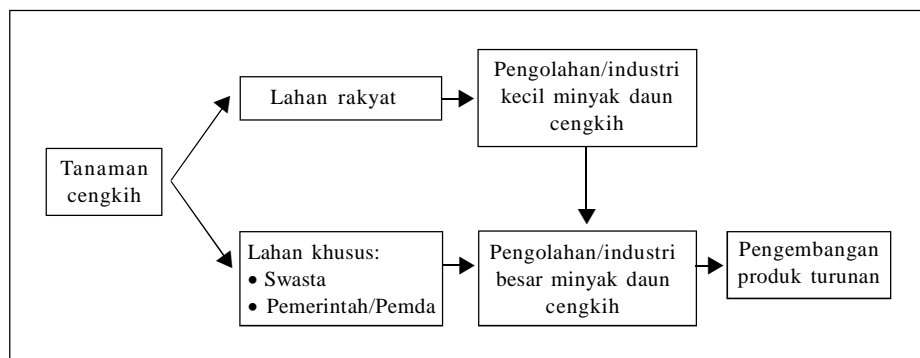 Tanaman
cengkih
Lahan rakyat
Pengolahan/industri
kecil minyak daun
cengkih
Lahan khusus:
• Swasta
• Pemerintah/Pemda
Pengolahan/industri
besar minyak daun
cengkih
Pengembangan
produk turunan